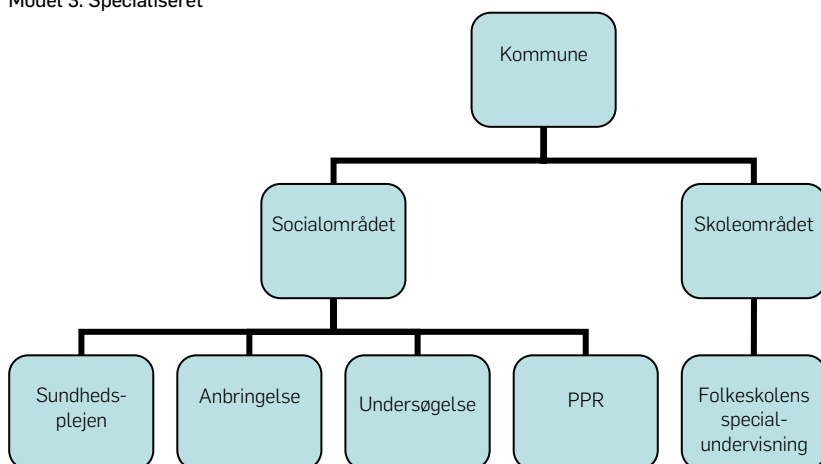 Model 3. Specialiseret
Kommune
Socialområdet
Skoleområdet
Sundheds-
plejen
Anbringelse
Undersøgelse
PPR
Folkeskolens
special-
undervisning